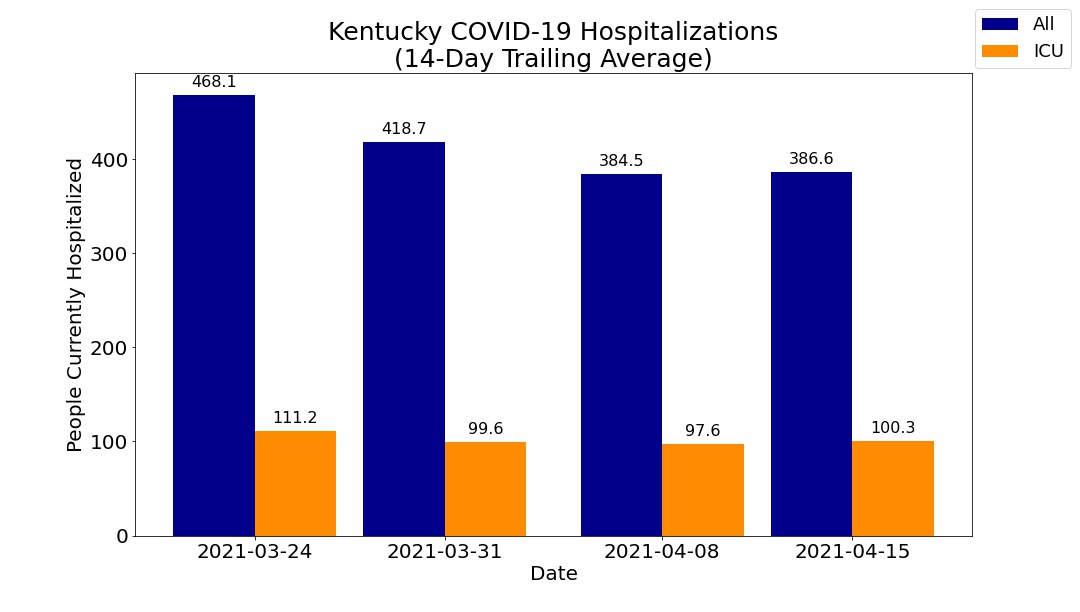 Kentucky COVID-19 Hospitalizations
(14-Day Trailing Average)
All
ICU
People Currently Hospitalized
400
300
200
100
0
468.1
418.7
384.5
386.6
111.2
99.6
97.6
100.3
2021-03-24
2021-03-31
2021-04-08
2021-04-15
Date